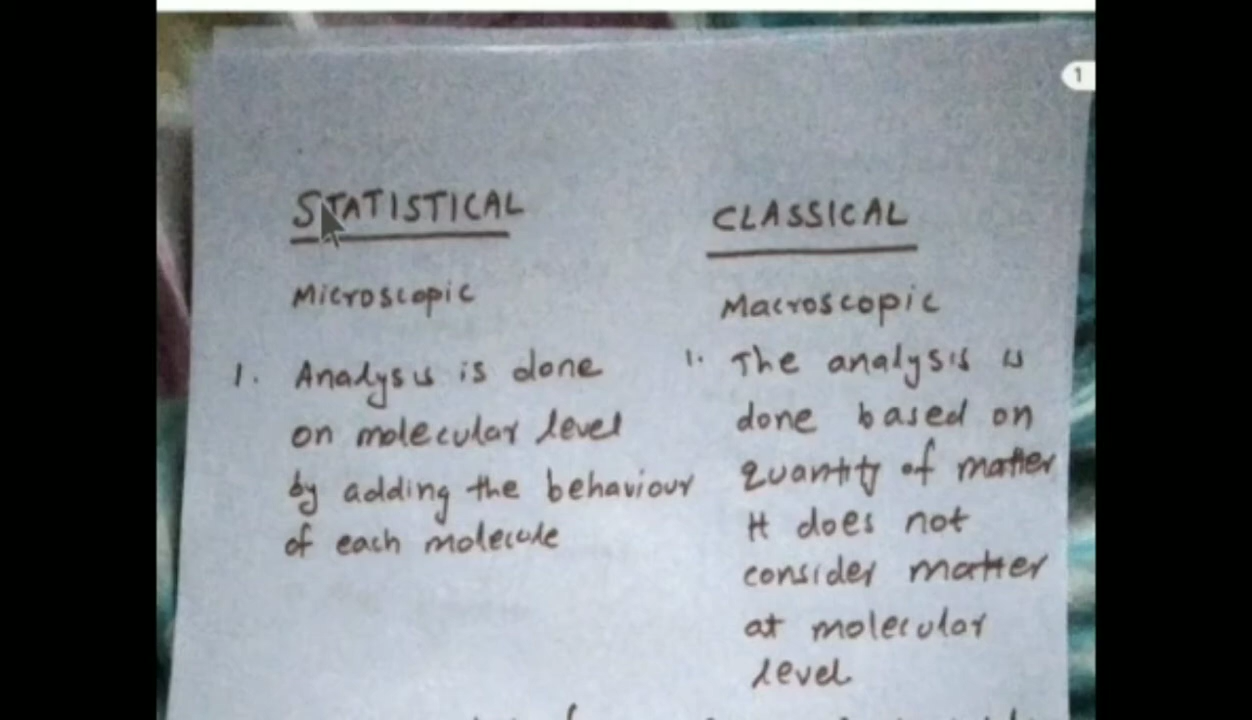 1
STATISTICAL
Microscopic
1. Analysis is done
on molecular level
by adding the behaviour
of each molecule
CLASSICAL
Macroscopic
1. The analysis is
done based on
quantity of matter
It does not
consider matter
at molecular
level.